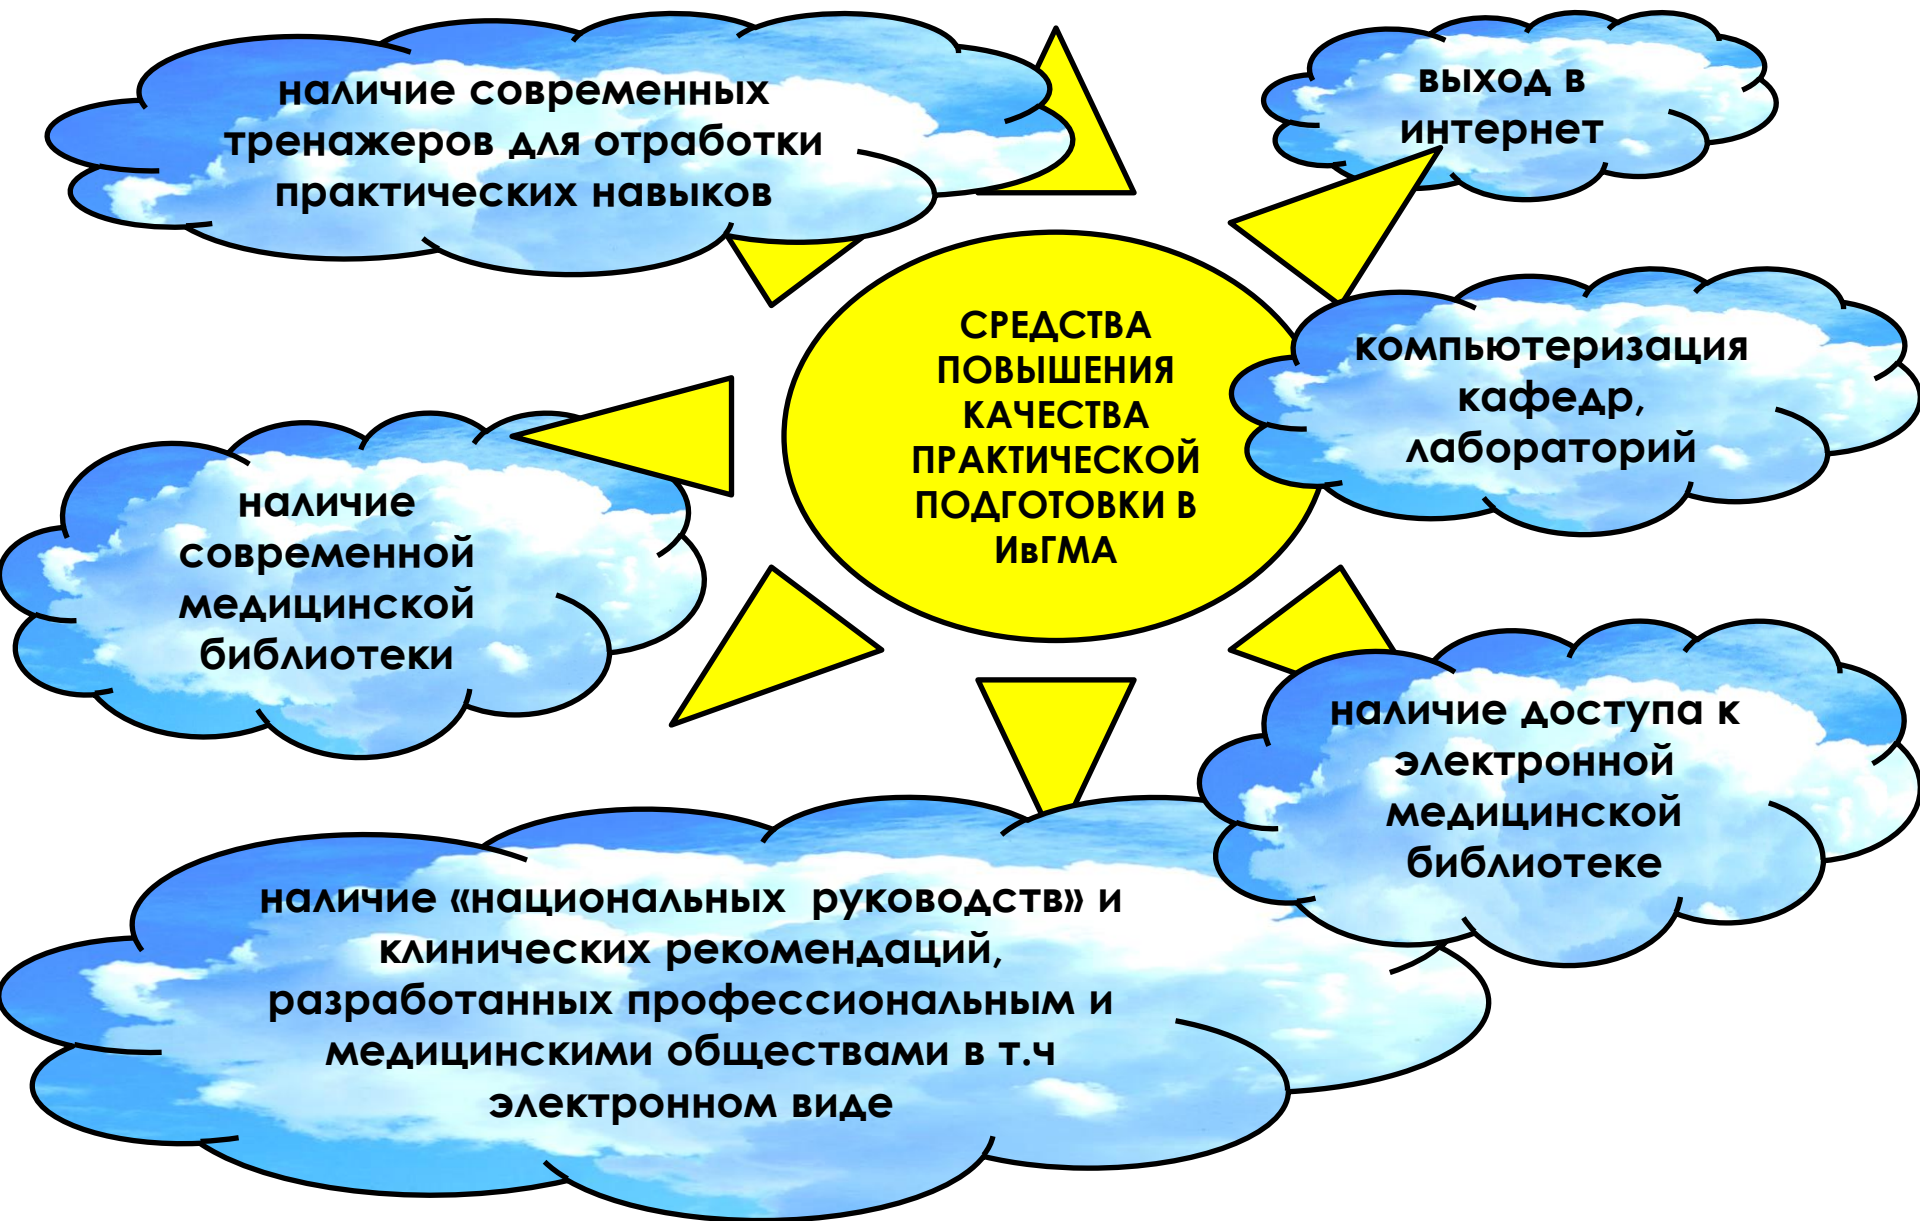 наличие современных
тренажеров для отработки
практических навыков
выход в
интернет
СРЕДСТВА
ПОВЫШЕНИЯ
КАЧЕСТВА
ПРАКТИЧЕСКОЙ
ПОДГОТОВКИ В
ИвГМА
компьютеризация
кафедр,
лабораторий
наличие
современной
медицинской
библиотеки
наличие доступа к
электронной
медицинской
библиотеке
наличие «национальных  руководств» и
клинических рекомендаций,
разработанных профессиональным и
медицинскими обществами в т.ч
электронном виде